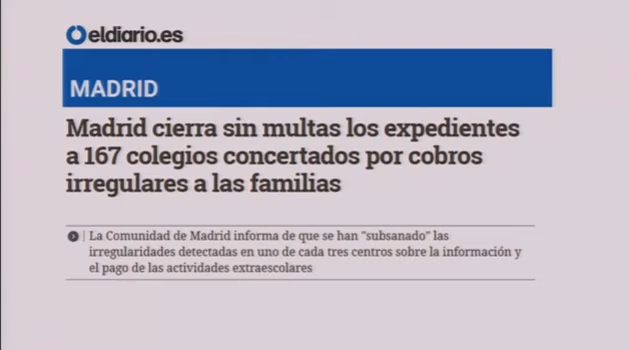 eldiario.es
MADRID
Madrid cierra sin multas los expedientes
a 167 colegios concertados por cobros
irregulares a las familias
La Comunidad de Madrid informa de que se han "subsanado" las
irregularidades detectadas en uno de cada tres centros sobre la información y
el pago de las actividades extraescolares